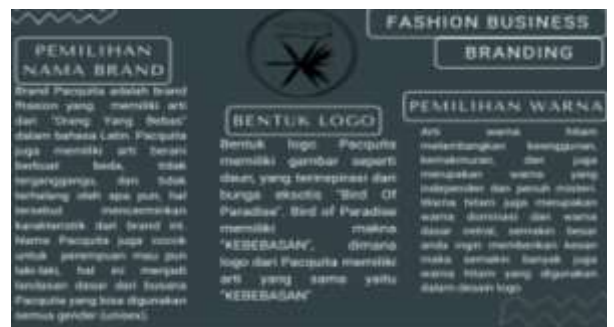 FASHION BUSINESS
BRANDING
PEMILIHAN
NAMA BRAND
Brand Pacquita adalah brand
fhasion yang memiliki arti
dari "Orang Yang Bebas"
dalam bahasa Latin. Pacquita
juga memiliki arti berani
berbuat beda, tidak
terganggangu, dan tidak
terhalang oleh apa pun, hal
tersebut mencerminkan
karakteristik dari brand ini.
Nama Pacquita juga cocok
untuk perempuan mau pun
laki-laki, hal ini menjadi
landasan dasar dari busana
Pacquita yang bisa digunakan
semua gender (unisex).
BENTUK LOGO
Bentuk logo Pacquita
memiliki gambar seperti
daun, yang terinspirasi dari
bunga eksotis "Bird Of
Paradise". Bird of Paradise
memiliki makna
"KEBEBASAN", dimana
logo dari Pacquita memiliki
arti yang sama yaitu
"KEBEBASAN"
PEMILIHAN WARNA
Arti warna hitam
melambangkan keanggunan,
kemakmuran, dan juga
merupakan warna yang
independen dan penuh misteri.
Warna hitam juga merupakan
warna dominasi dan warna
dasar netral, semakin besar
anda ingin memberikan kesan
maka semakin banyak juga
warna hitam yang digunakan
dalam desain logo